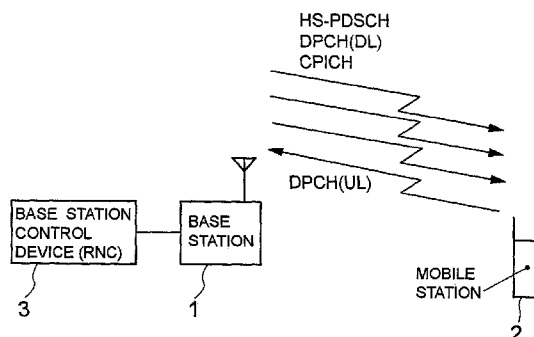 HS-PDSCH
DPCH(DL)
CPICH
DPCH(UL)
BASE STATION
CONTROL
DEVICE (RNC)
BASE
STATION
MOBILE
STATION
3
1
2